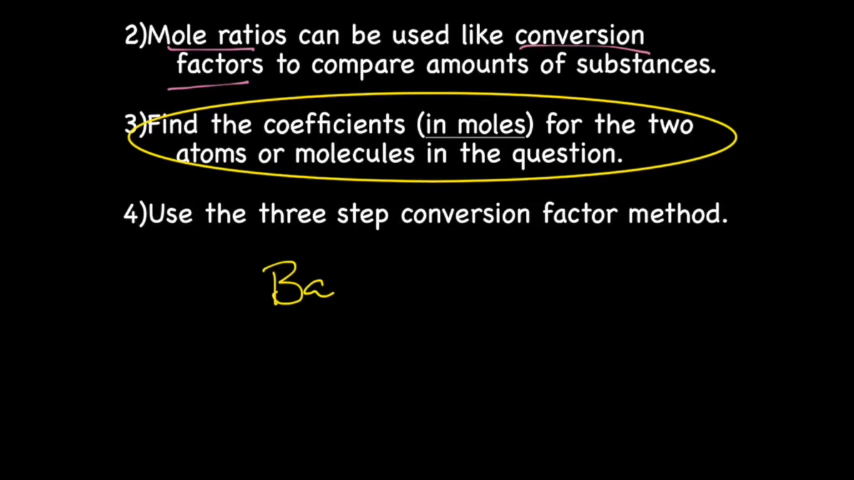 2)Mole ratios can be used like conversion
factors to compare amounts of substances.
3)Find the coefficients (in moles) for the two
atoms or molecules in the question.
4)Use the three step conversion factor method.
Ba